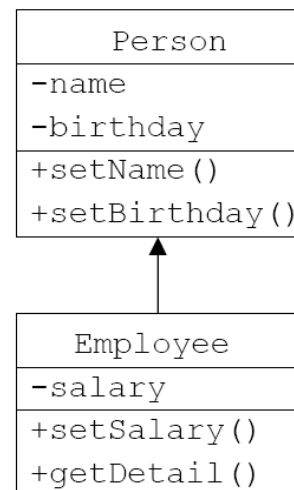 Person
-name
-birthday
+setName()
+setBirthday()
Employee
-salary
+setSalary()
+getDetail()